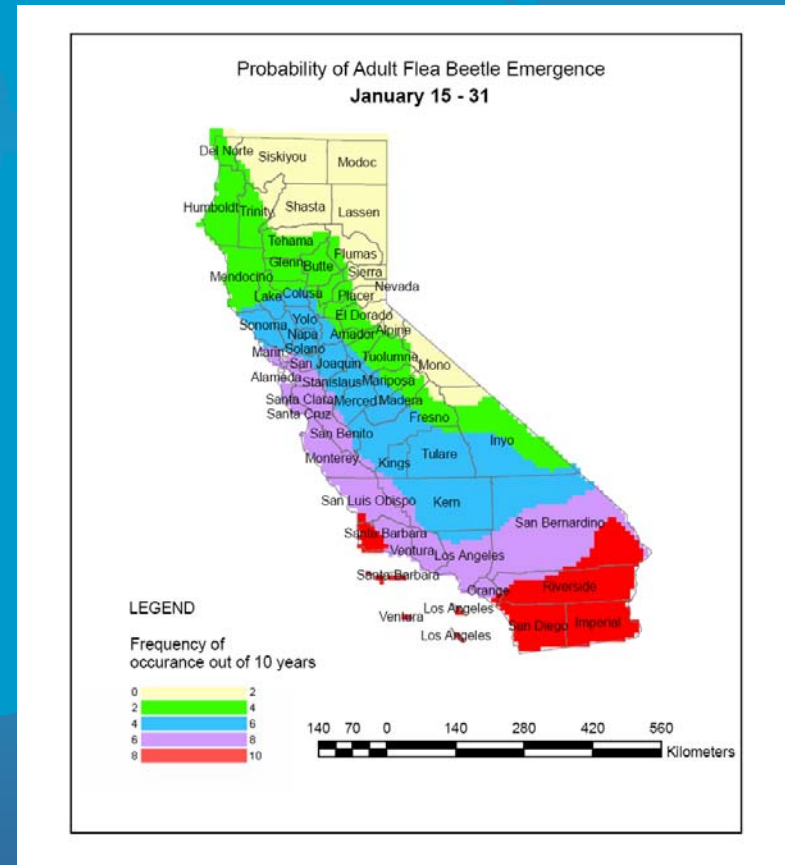 Probability of Adult Flea Beetle Emergence
January 15 - 31
Del Norte
Siskiyou
Modoc
Humboldt
Trinity
Shasta
Lassen
Tehama
Plumas
Glenn
Butte
Sierra
Mendocino
Nevada
Lake
Colusa
Placer
El Dorado
Sonoma
Yolo
Amador
Alpine
Napa
Marin
Solano
Tuolumne
San Joaquin
Mono
Alameda
Stanislaus
Mariposa
Santa Clara
Merced
Madera
Santa Cruz
Fresno
San Benito
Inyo
Monterey
Kings
Tulare
San Luis Obispo
Kern
San Bernardino
Santa Barbara
Ventura
Los Angeles
Santa Barbara
Orange
Riverside
Ventura
Los Angeles
San Diego
Imperial
Los Angeles
LEGEND
Frequency of
occurance out of 10 years
0 2
2 4
4 6
6 8
8 10
140 70 0 140 280 420 560
Kilometers